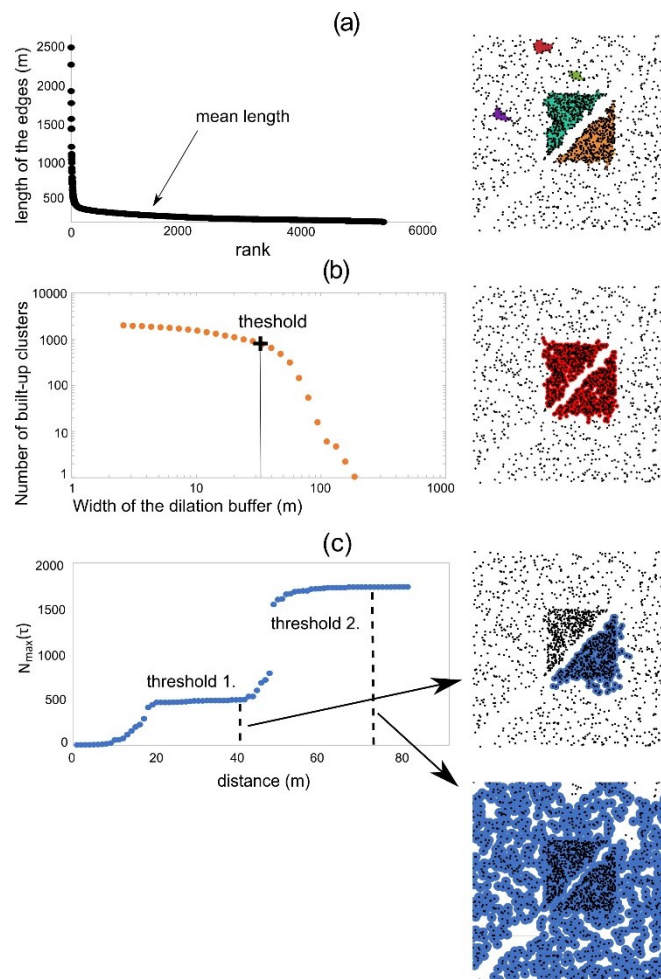 (a)
length of the edges (m)
2500
2000
1500
1000
500
0
mean length
0
2000
4000
6000
rank
(b)
Number of built-up clusters
10000
1000
100
10
1
theshold
1
10
100
1000
Width of the dilation buffer (m)
(c)
Nmax(τ)
2000
1500
1000
500
0
threshold 1.
threshold 2.
0
20
40
60
80
distance (m)